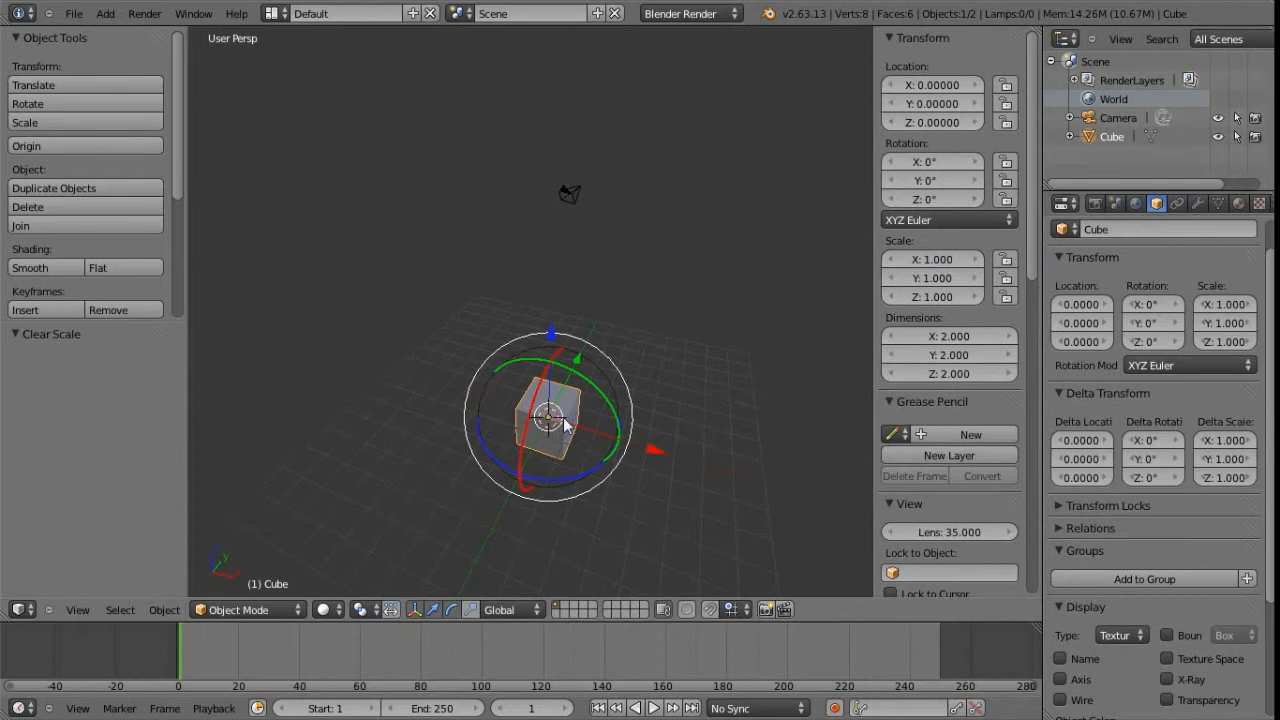 File Add Render Window Help Default Scene Blender Render v2.63.13 | Verts:8 | Faces:6 | Objects:1/2 | Lamps:0/0 | Mem:14.26M (10.67M) | Cube
Object Tools
Transform:
Translate
Rotate
Scale
Origin
Object:
Duplicate Objects
Delete
Join
Shading:
Smooth Flat
Keyframes:
Insert Remove
Clear Scale
User Persp
(1) Cube
Transform
Location:
X: 0.00000
Y: 0.00000
Z: 0.00000
Rotation:
X: 0°
Y: 0°
Z: 0°
XYZ Euler
Scale:
X: 1.000
Y: 1.000
Z: 1.000
Dimensions:
X: 2.000
Y: 2.000
Z: 2.000
Grease Pencil
New
New Layer
Delete Frame Convert
View
Lens: 35.000
Lock to Object:
Lock to Cursor
View Search All Scenes
Scene
RenderLayers |
World
Camera |
Cube |
Cube
Transform
Location: Rotation: Scale:
0.0000 X: 0° X: 1.000
0.0000 Y: 0° Y: 1.000
0.0000 Z: 0° Z: 1.000
Rotation Mod XYZ Euler
Delta Transform
Delta Locati Delta Rotati Delta Scale:
0.0000 X: 0° X: 1.000
0.0000 Y: 0° Y: 1.000
0.0000 Z: 0° Z: 1.000
Transform Locks
Relations
Groups
Add to Group
Display
Type: Textur Boun Box
Name Texture Space
Axis X-Ray
Wire Transparency
View Select Object Object Mode Global
-40 -20 0 20 40 60 80 100 120 140 160 180 200 220 240 260 280
View Marker Frame Playback Start: 1 End: 250 1 No Sync